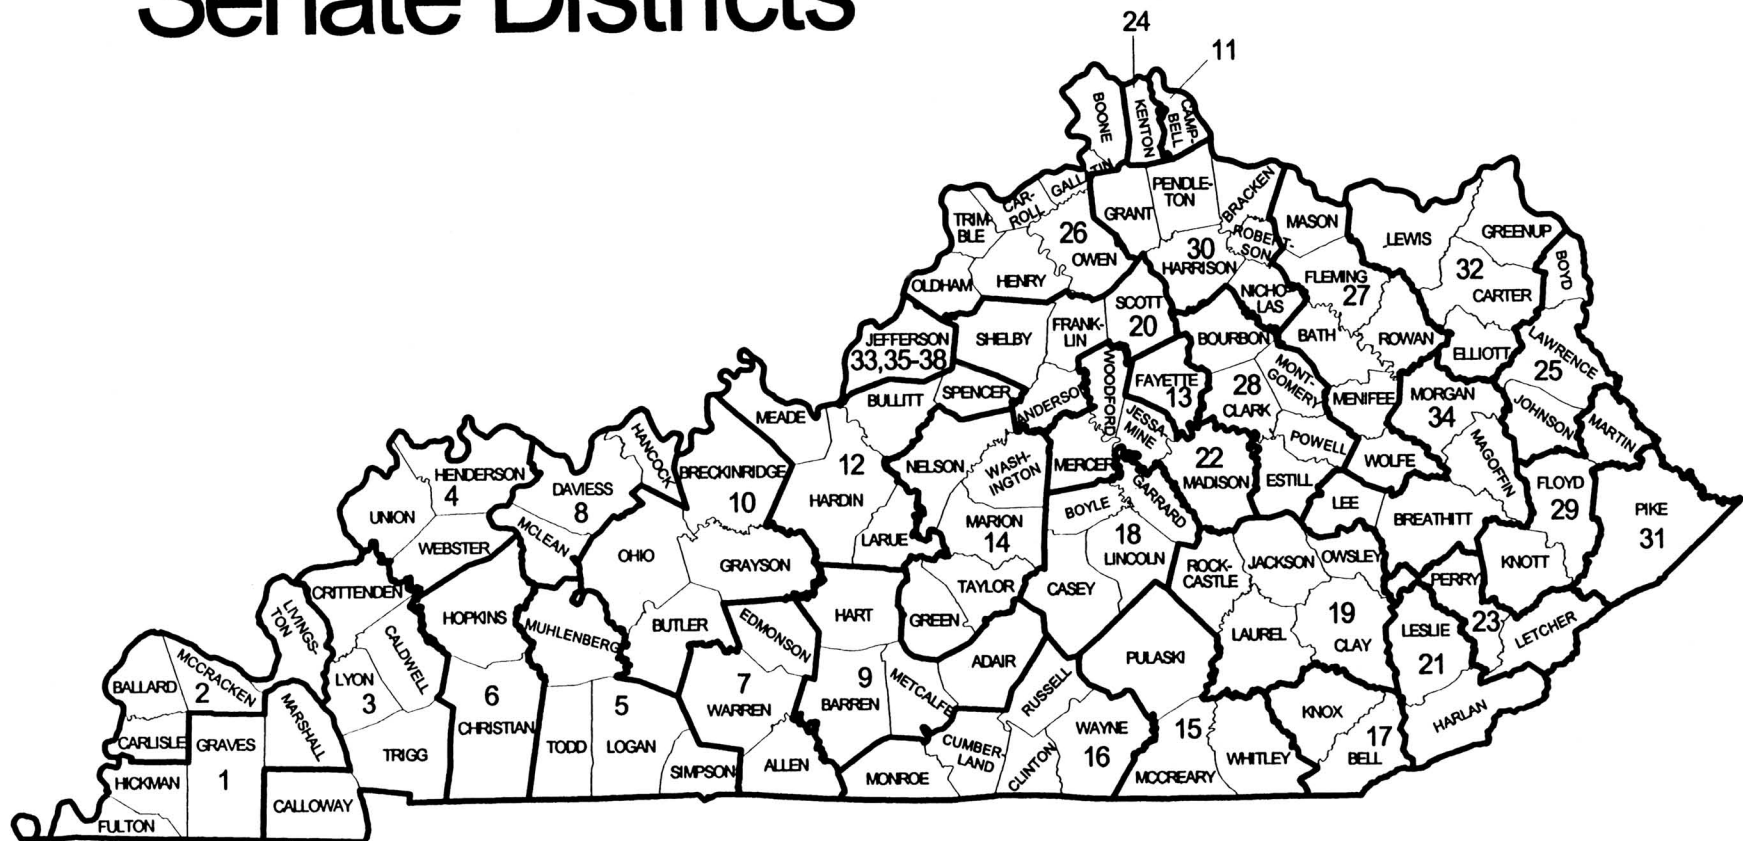 Senate Districts
24
11
BOONE
KENTON
CAMP-
BELL
GALLATIN
CAR-
ROLL
TRIM-
BLE
26
OWEN
HENRY
OLDHAM
GRANT
PENDLE-
TON
BRACKEN
30
HARRISON
ROBERT-
SON
NICHO-
LAS
MASON
FLEMING
27
LEWIS
GREENUP
32
CARTER
BOYD
JEFFERSON
33,35-38
SHELBY
FRANK-
LIN
SCOTT
20
BOURBON
BATH
ROWAN
ELLIOTT
LAWRENCE
25
BULLITT
SPENCER
ANDERSON
WOODFORD
FAYETTE
13
28
CLARK
MONT-
GOMERY
MENIFEE
MORGAN
34
JOHNSON
MARTIN
MEADE
HANCOCK
BRECKINRIDGE
10
12
HARDIN
LARUE
NELSON
WASH-
INGTON
MERCER
JESSA-
MINE
GARRARD
22
MADISON
POWELL
ESTILL
WOLFE
MAGOFFIN
LEE
BREATHITT
FLOYD
29
PIKE
31
HENDERSON
4
UNION
WEBSTER
DAVIESS
8
MCLEAN
OHIO
GRAYSON
MARION
14
BOYLE
18
LINCOLN
CASEY
TAYLOR
GREEN
ROCK-
CASTLE
JACKSON
OWSLEY
PERRY
KNOTT
CRITTENDEN
LIVINGS-
TON
HOPKINS
MUHLENBERG
BUTLER
EDMONSON
HART
ADAIR
PULASKI
LAUREL
19
CLAY
LESLIE
21
23
LETCHER
BALLARD
MCCRACKEN
2
LYON
3
CALDWELL
6
CHRISTIAN
5
TODD
LOGAN
7
WARREN
9
BARREN
METCALFE
RUSSELL
WAYNE
16
15
KNOX
17
BELL
HARLAN
CARLISLE
GRAVES
1
MARSHALL
TRIGG
SIMPSON
ALLEN
MONROE
CUMBER-
LAND
CLINTON
MCCREARY
WHITLEY
HICKMAN
FULTON
CALLOWAY